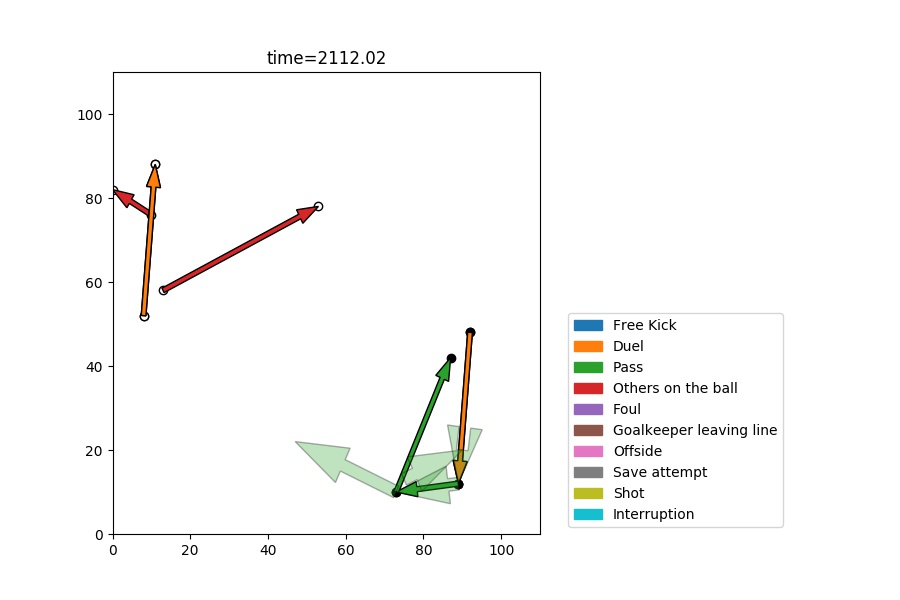 time=2112.02
100
80
60
40
20
0
0 20 40 60 80 100
Free Kick
Duel
Pass
Others on the ball
Foul
Goalkeeper leaving line
Offside
Save attempt
Shot
Interruption